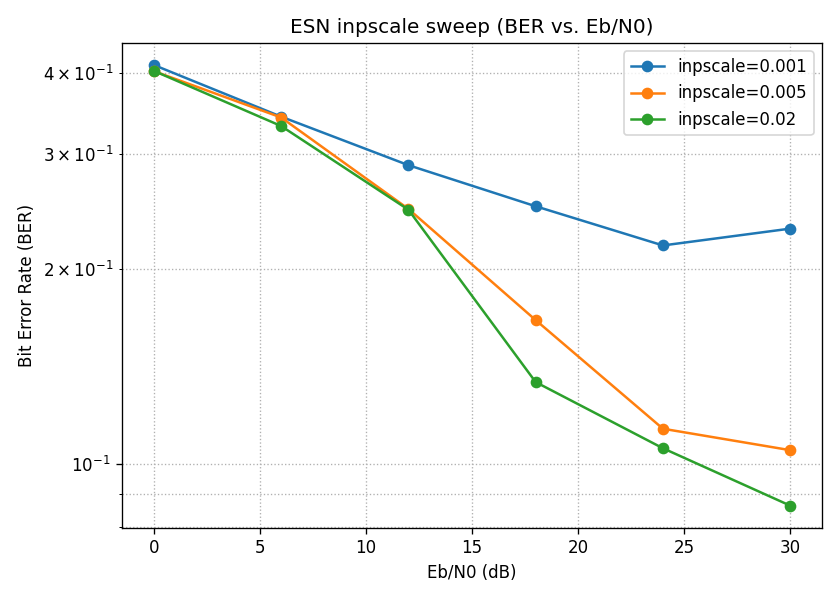 ESN inpscale sweep (BER vs. Eb/N0)
inpscale=0.001
inpscale=0.005
inpscale=0.02
4 × 10⁻¹
3 × 10⁻¹
2 × 10⁻¹
10⁻¹
Bit Error Rate (BER)
0 5 10 15 20 25 30
Eb/N0 (dB)